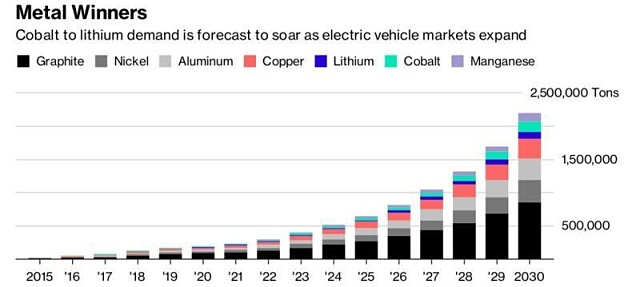 Metal Winners
Cobalt to lithium demand is forecast to soar as electric vehicle markets expand
Graphite Nickel Aluminum Copper Lithium Cobalt Manganese
2,500,000 Tons
1,500,000
500,000
2015 '16 '17 '18 '19 '20 '21 '22 '23 '24 '25 '26 '27 '28 '29 2030